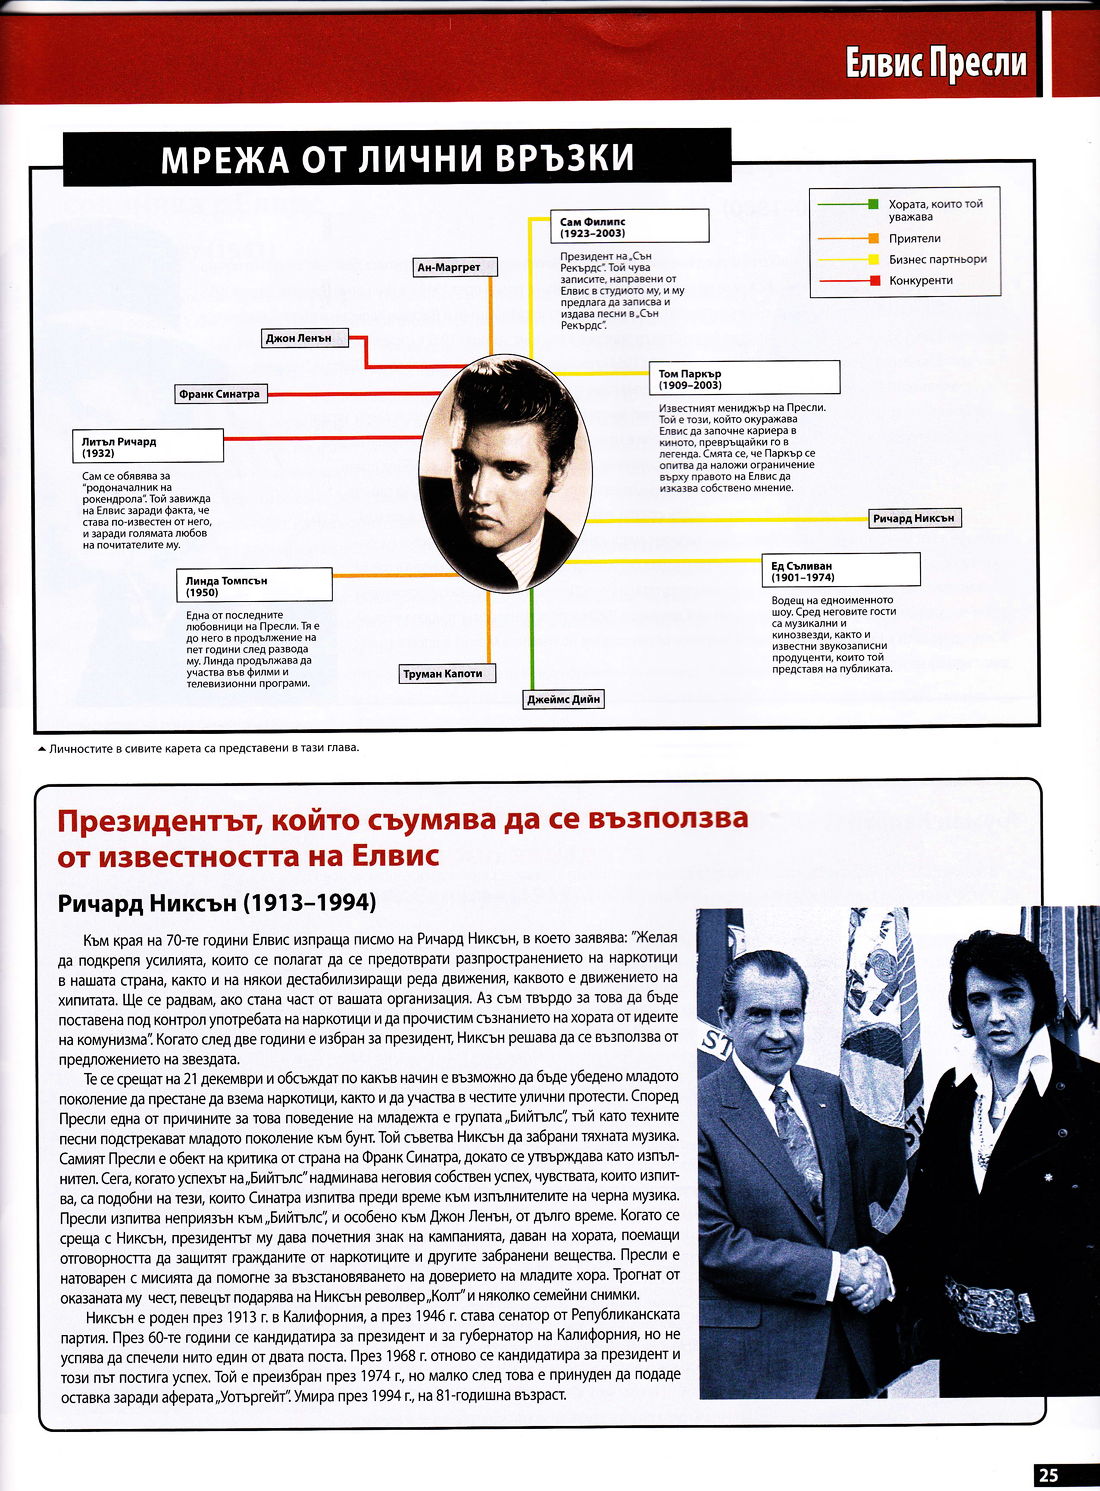 Елвис Пресли
МРЕЖА ОТ ЛИЧНИ ВРЪЗКИ
Хората, които той
уважава
Приятели
Бизнес партньори
Конкуренти
Сам Филипс
(1923–2003)
Президент на „Сън
Рекърдс“. Той чува
записите, направени от
Елвис в студиото му, и му
предлага да записва и
издава песни в „Сън
Рекърдс“.
Ан-Маргрет
Джон Ленън
Франк Синатра
Том Паркър
(1909–2003)
Известният мениджър на Пресли.
Той е този, който окуражава
Елвис да започне кариера в
киното, превръщайки го в
легенда. Смята се, че Паркър се
опитва да наложи ограничение
върху правото на Елвис да
изказва собствено мнение.
Литъл Ричард
(1932)
Сам се обявява за
"родоначалник на
рокендрола". Той завижда
на Елвис заради факта, че
става по-известен от него,
и заради голямата любов
на почитателите му.
Ричард Никсън
Ед Съливан
(1901–1974)
Водещ на едноименното
шоу. Сред неговите гости
са музикални и
кинозвезди, както и
известни звукозаписни
продуценти, които той
представя на публиката.
Линда Томпсън
(1950)
Една от последните
любовници на Пресли. Тя е
до него в продължение на
пет години след развода
му. Линда продължава да
участва във филми и
телевизионни програми.
Труман Капоти
Джеймс Дийн
Личностите в сивите карета са представени в тази глава.
Президентът, който съумява да се възползва
от известността на Елвис
Ричард Никсън (1913–1994)
Към края на 70-те години Елвис изпраща писмо на Ричард Никсън, в което заявява: "Желая
да подкрепя усилията, които се полагат да се предотврати разпространението на наркотици
в нашата страна, както и на някои дестабилизиращи реда движения, каквото е движението на
хипитата. Ще се радвам, ако стана част от вашата организация. Аз съм твърдо за това да бъде
поставена под контрол употребата на наркотици и да прочистим съзнанието на хората от идеите
на комунизма". Когато след две години е избран за президент, Никсън решава да се възползва от
предложението на звездата.
Те се срещат на 21 декември и обсъждат по какъв начин е възможно да бъде убедено младото
поколение да престане да взема наркотици, както и да участва в честите улични протести. Според
Пресли една от причините за това поведение на младежта е групата „Бийтълс“, тъй като техните
песни подстрекават младото поколение към бунт. Той съветва Никсън да забрани тяхната музика.
Самият Пресли е обект на критика от страна на Франк Синатра, докато се утвърждава като изпъл-
нител. Сега, когато успехът на „Бийтълс“ надминава неговия собствен успех, чувствата, които изпит-
ва, са подобни на тези, които Синатра изпитва преди време към изпълнителите на черна музика.
Пресли изпитва неприязън към „Бийтълс“, и особено към Джон Ленън, от дълго време. Когато се
среща с Никсън, президентът му дава почетния знак на кампанията, даван на хората, поемащи
отговорността да защитят гражданите от наркотиците и другите забранени вещества. Пресли е
натоварен с мисията да помогне за възстановяването на доверието на младите хора. Трогнат от
оказаната му чест, певецът подарява на Никсън револвер „Колт“ и няколко семейни снимки.
Никсън е роден през 1913 г. в Калифорния, а през 1946 г. става сенатор от Републиканската
партия. През 60-те години се кандидатира за президент и за губернатор на Калифорния, но не
успява да спечели нито един от двата поста. През 1968 г. отново се кандидатира за президент и
този път постига успех. Той е преизбран през 1974 г., но малко след това е принуден да подаде
оставка заради аферата „Уотъргейт“. Умира през 1994 г., на 81-годишна възраст.
25